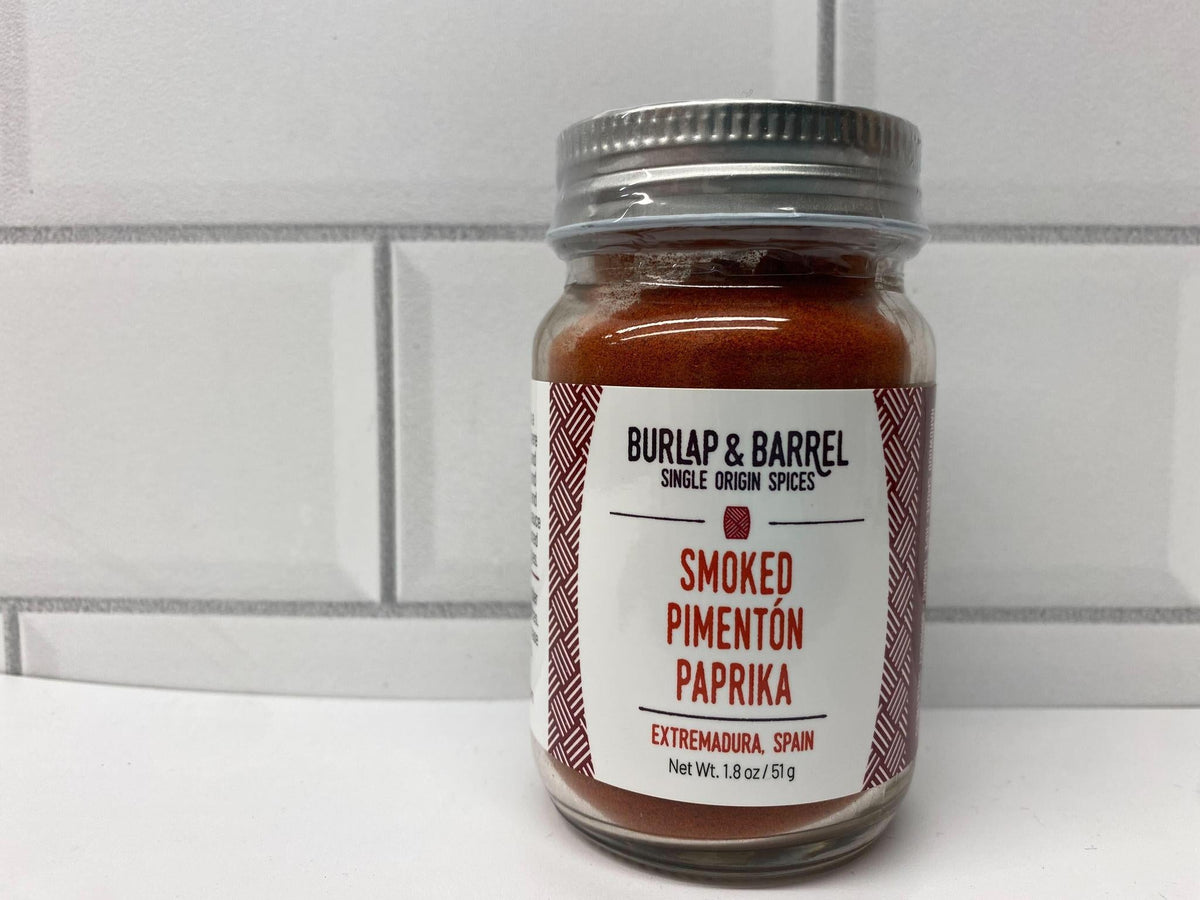 BURLAP & BARREL
SINGLE ORIGIN SPICES
SMOKED
PIMENTÓN
PAPRIKA
EXTREMADURA, SPAIN
Net Wt. 1.8 oz / 51 g